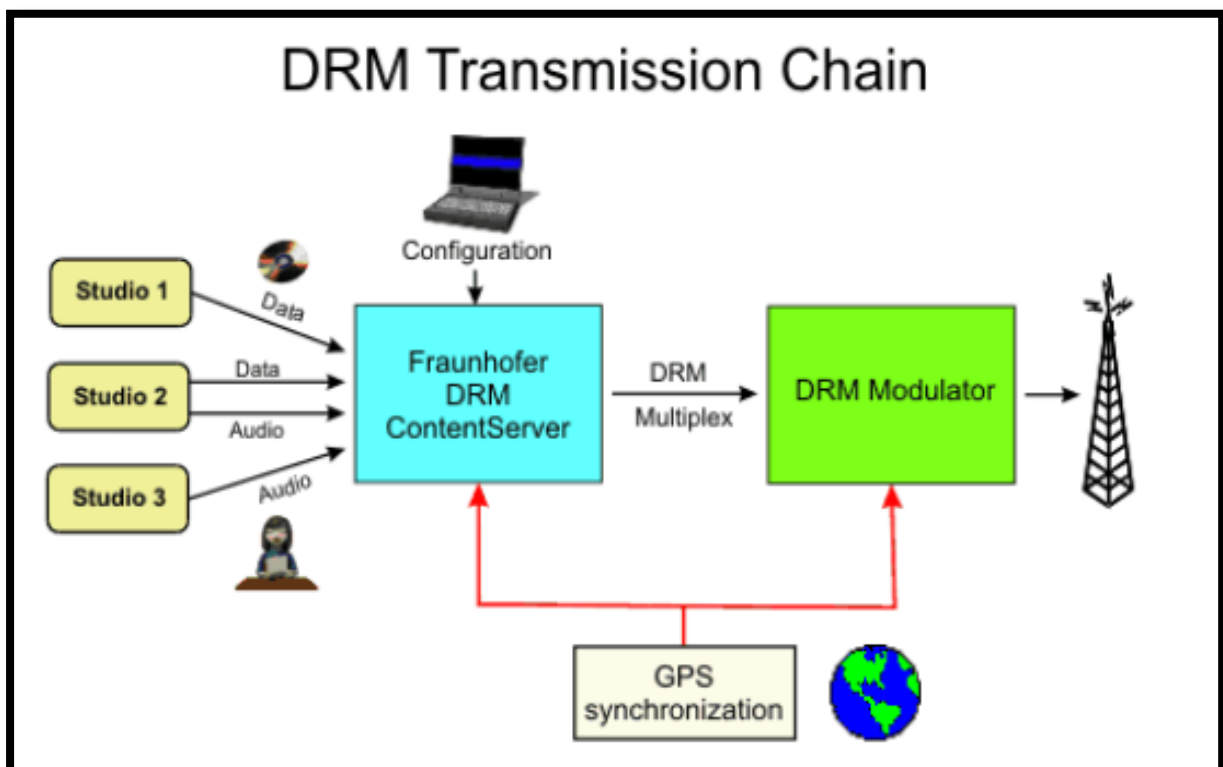 DRM Transmission Chain
Configuration
Studio 1
Data
Studio 2
Data
Audio
Studio 3
Audio
Fraunhofer
DRM
ContentServer
DRM
Multiplex
DRM Modulator
GPS
synchronization